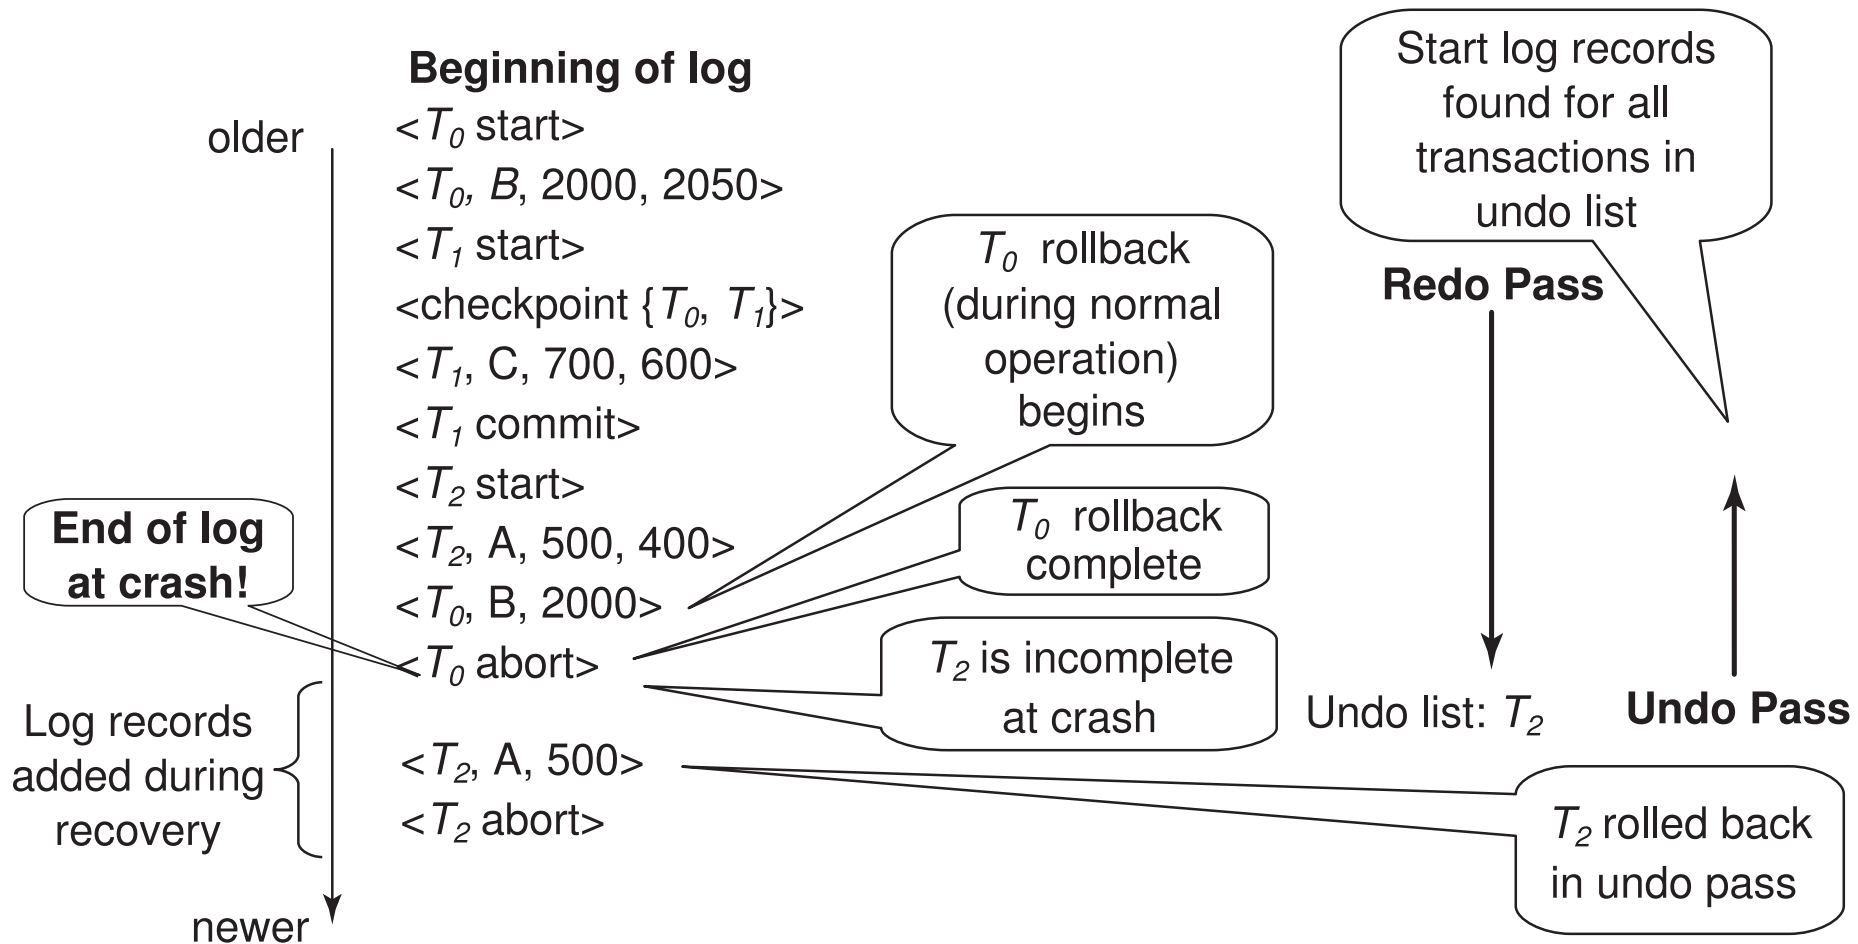 Beginning of log
older
<T0 start>
<T0, B, 2000, 2050>
<T1 start>
<checkpoint {T0, T1}>
<T1, C, 700, 600>
<T1 commit>
<T2 start>
<T2, A, 500, 400>
<T0, B, 2000>
<T0 abort>
<T2, A, 500>
<T2 abort>
newer
End of log
at crash!
Log records
added during
recovery
T0 rollback
(during normal
operation)
begins
T0 rollback
complete
T2 is incomplete
at crash
Start log records
found for all
transactions in
undo list
Redo Pass
Undo list: T2
Undo Pass
T2 rolled back
in undo pass